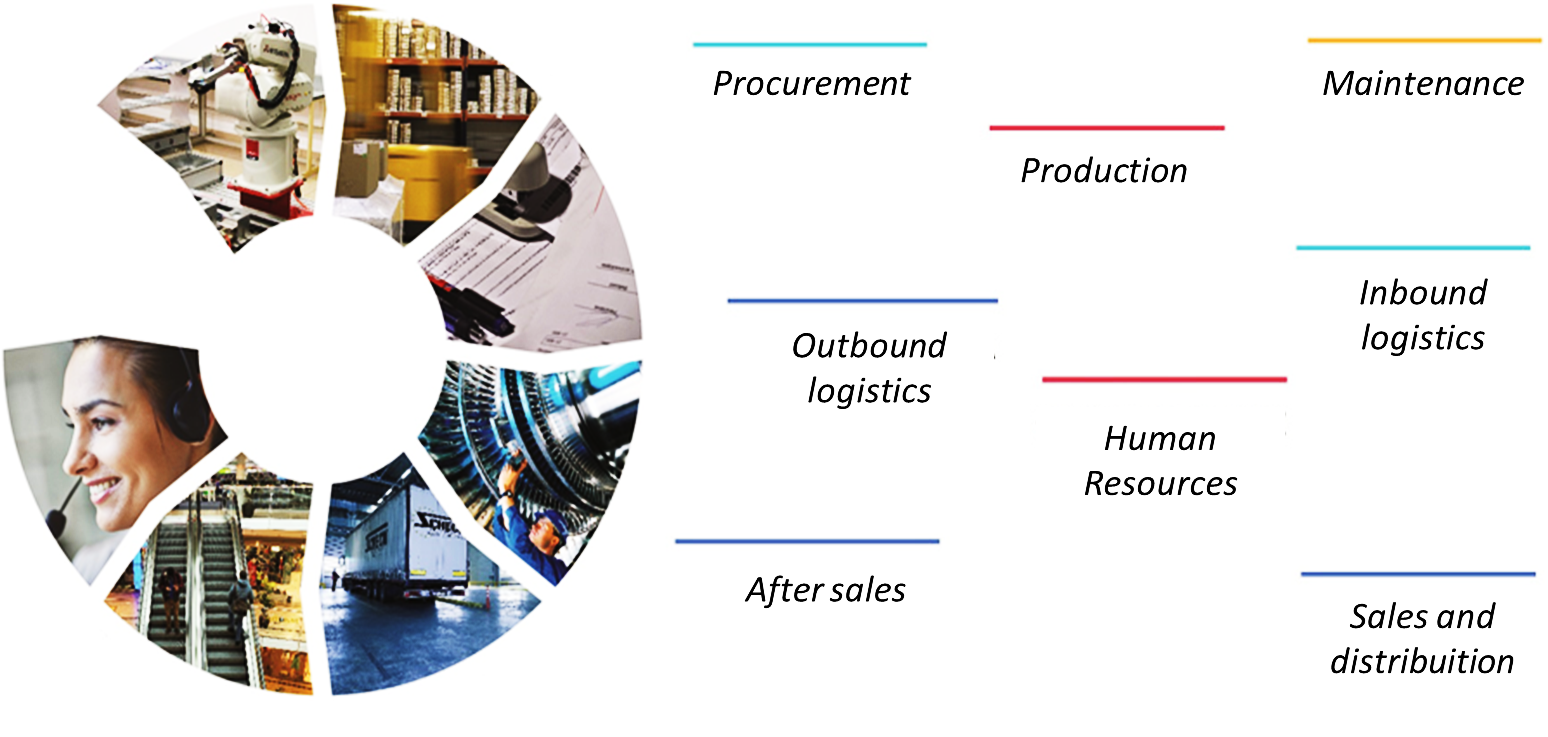 Procurement
Maintenance
Production
Inbound
logistics
Outbound
logistics
Human
Resources
After sales
Sales and
distribuition